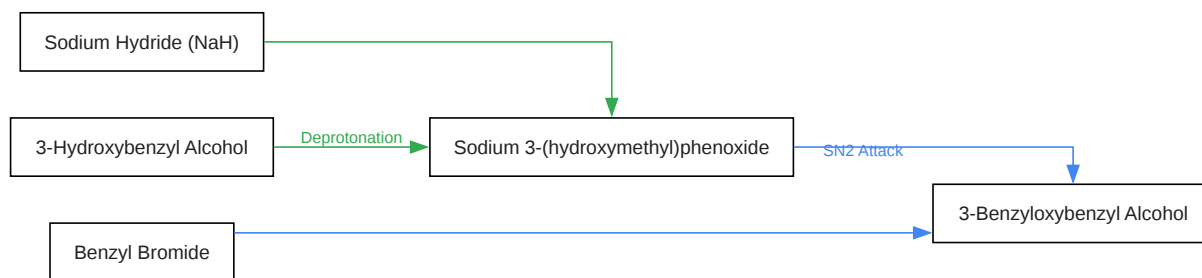 Sodium Hydride (NaH)
3-Hydroxybenzyl Alcohol
Deprotonation
Sodium 3-(hydroxymethyl)phenoxide
SN2 Attack
3-Benzyloxybenzyl Alcohol
Benzyl Bromide